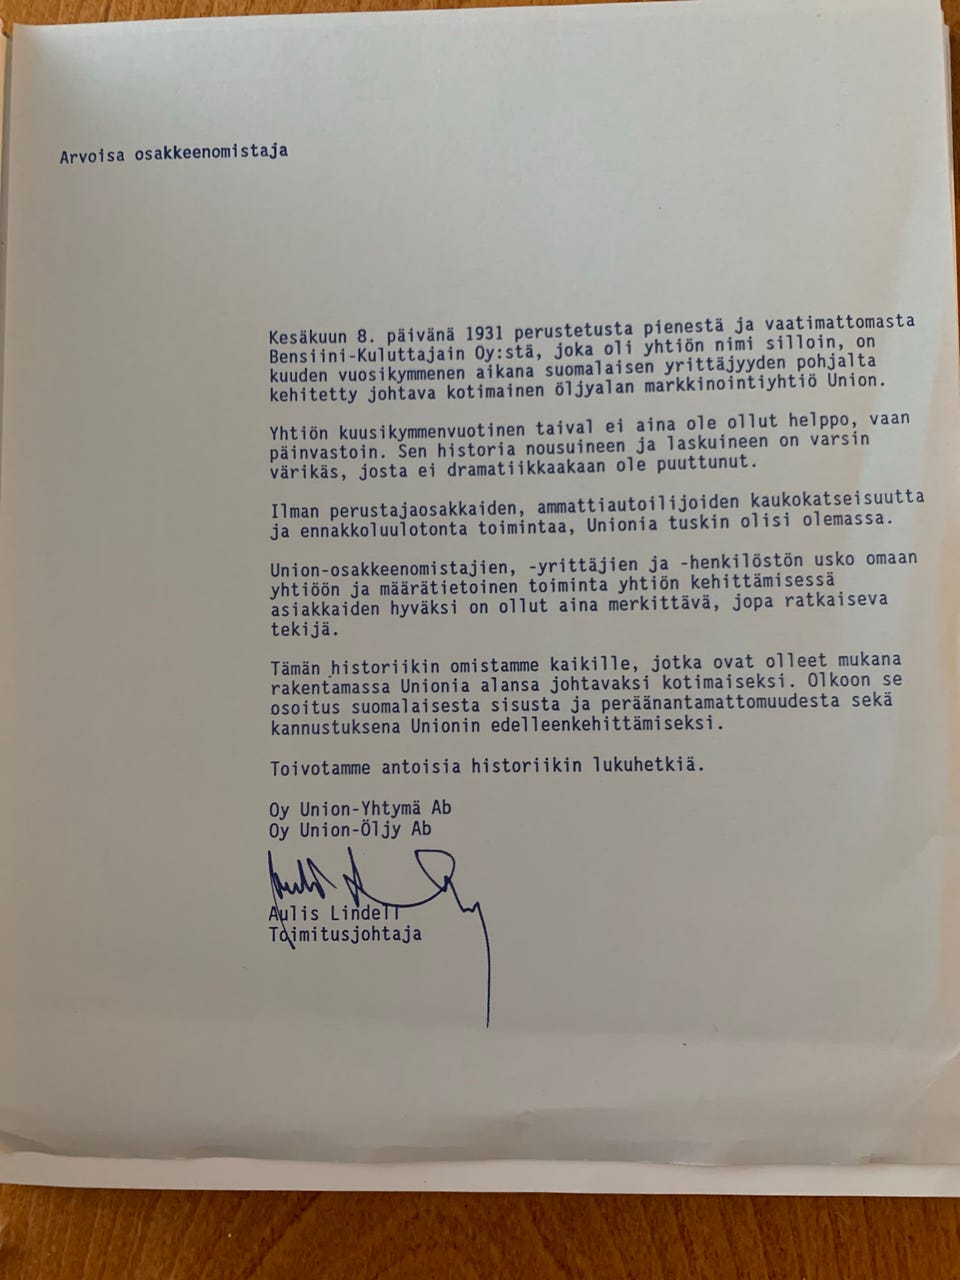 Arvoisa osakkeenomistaja
Kesäkuun 8. päivänä 1931 perustetusta pienestä ja vaatimattomasta
Bensiini-Kuluttajain Oy:stä, joka oli yhtiön nimi silloin, on
kuuden vuosikymmenen aikana suomalaisen yrittäjyyden pohjalta
kehitetty johtava kotimainen öljyalan markkinointiyhtiö Union.
Yhtiön kuusikymmenvuotinen taival ei aina ole ollut helppo, vaan
päinvastoin. Sen historia nousuineen ja laskuineen on varsin
värikäs, josta ei dramatiikkaakaan ole puuttunut.
Ilman perustajaosakkaiden, ammattiautoilijoiden kaukokatseisuutta
ja ennakkoluulotonta toimintaa, Unionia tuskin olisi olemassa.
Union-osakkeenomistajien, -yrittäjien ja -henkilöstön usko omaan
yhtiöön ja määrätietoinen toiminta yhtiön kehittämisessä
asiakkaiden hyväksi on ollut aina merkittävä, jopa ratkaiseva
tekijä.
Tämän historiikin omistamme kaikille, jotka ovat olleet mukana
rakentamassa Unionia alansa johtavaksi kotimaiseksi. Olkoon se
osoitus suomalaisesta sisusta ja peräänantamattomuudesta sekä
kannustuksena Unionin edelleenkehittämiseksi.
Toivotamme antoisia historiikin lukuhetkiä.
Oy Union-Yhtymä Ab
Oy Union-Öljy Ab
Aulis Lindell
Toimitusjohtaja